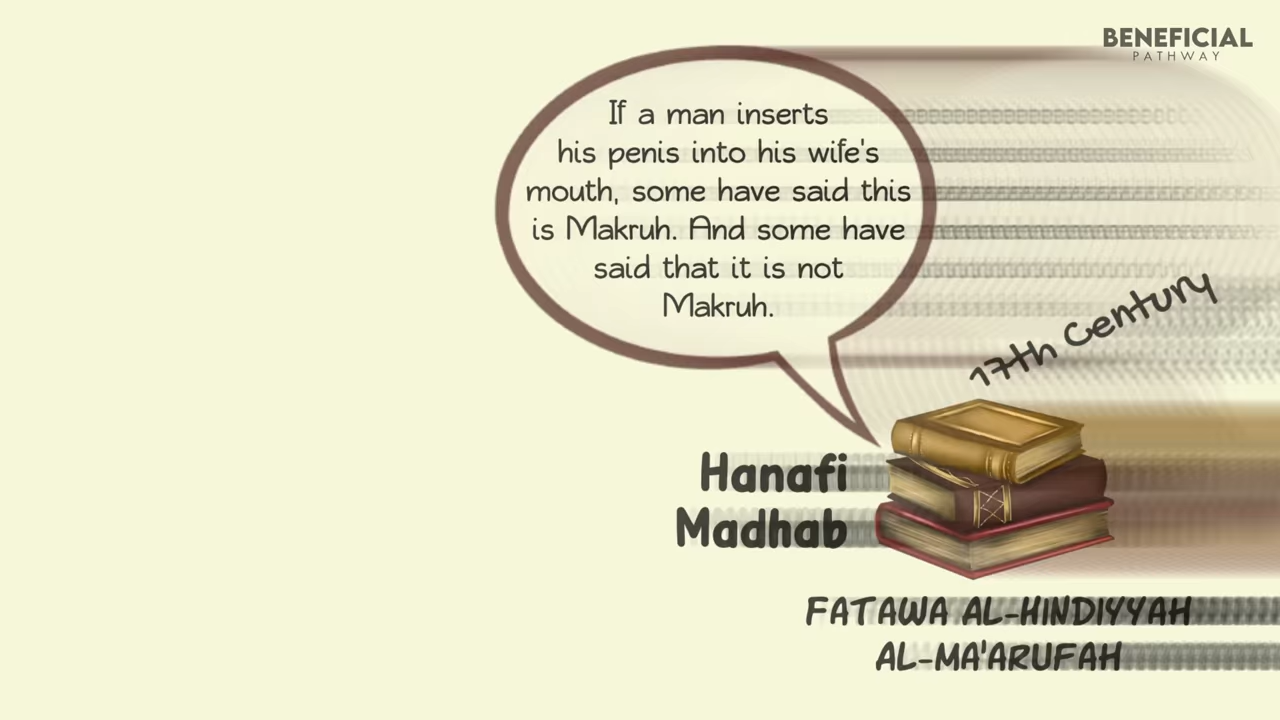 BENEFICIAL
PATHWAY
If a man inserts
his penis into his wife's
mouth, some have said this
is Makruh. And some have
said that it is not
Makruh.
17th Century
Hanafi
Madhab
FATAWA AL-HINDIYYAH
AL-MA'ARUFAH